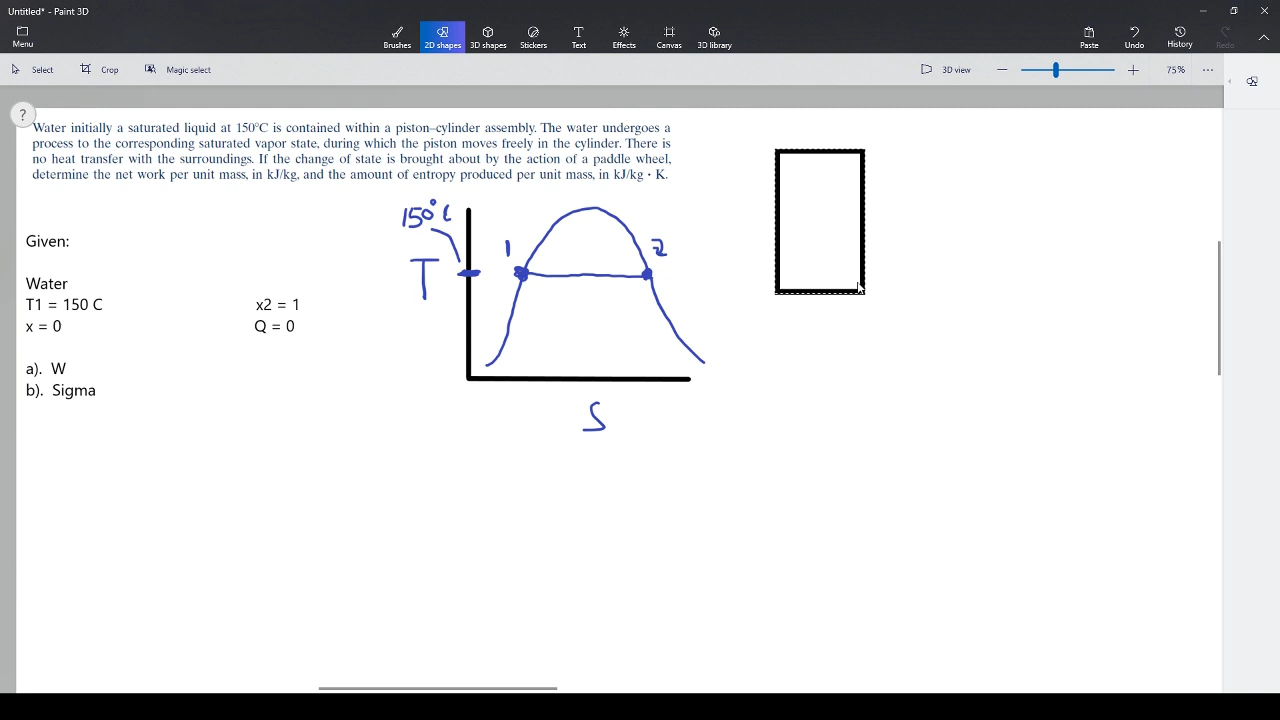 Untitled* - Paint 3D
Menu
Brushes
2D shapes
3D shapes
Stickers
Text
Effects
Canvas
3D library
Paste
Undo
History
Redo
Select
Crop
Magic select
3D view
75%
?
Water initially a saturated liquid at 150°C is contained within a piston–cylinder assembly. The water undergoes a
process to the corresponding saturated vapor state, during which the piston moves freely in the cylinder. There is
no heat transfer with the surroundings. If the change of state is brought about by the action of a paddle wheel,
determine the net work per unit mass, in kJ/kg, and the amount of entropy produced per unit mass, in kJ/kg · K.
150°C
1
2
T
S
Given:
Water
T1 = 150 C
x2 = 1
x = 0
Q = 0
a). W
b). Sigma